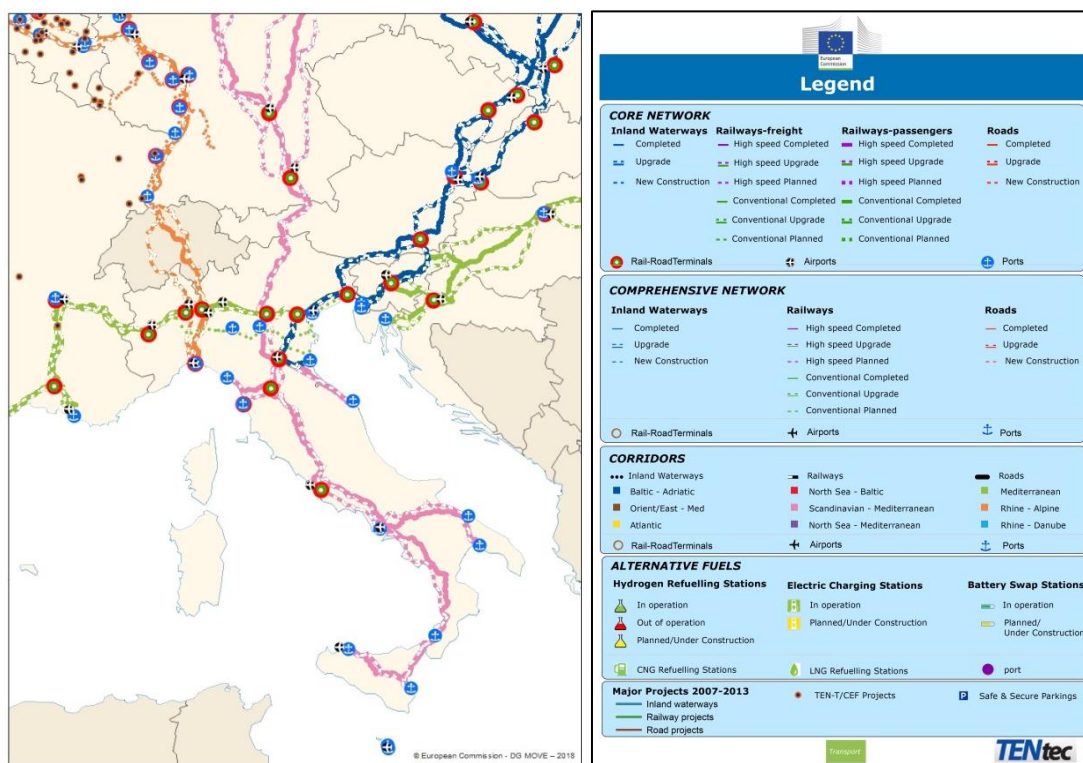 © European Commission - DG MOVE – 2018
European
Commission
Legend
CORE NETWORK
Inland Waterways Railways-freight Railways-passengers Roads
Completed High speed Completed High speed Completed Completed
Upgrade High speed Upgrade High speed Upgrade Upgrade
New Construction High speed Planned High speed Planned New Construction
Conventional Completed Conventional Completed
Conventional Upgrade Conventional Upgrade
Conventional Planned Conventional Planned
Rail-RoadTerminals Airports Ports
COMPREHENSIVE NETWORK
Inland Waterways Railways Roads
Completed High speed Completed Completed
Upgrade High speed Upgrade Upgrade
New Construction High speed Planned New Construction
Conventional Completed
Conventional Upgrade
Conventional Planned
Rail-RoadTerminals Airports Ports
CORRIDORS
Inland Waterways Railways Roads
Baltic - Adriatic North Sea - Baltic Mediterranean
Orient/East - Med Scandinavian - Mediterranean Rhine - Alpine
Atlantic North Sea - Mediterranean Rhine - Danube
Rail-RoadTerminals Airports Ports
ALTERNATIVE FUELS
Hydrogen Refuelling Stations Electric Charging Stations Battery Swap Stations
In operation In operation In operation
Out of operation Planned/Under Construction Planned/
Under Construction
Planned/Under Construction
CNG Refuelling Stations LNG Refuelling Stations port
Major Projects 2007-2013 TEN-T/CEF Projects P Safe & Secure Parkings
Inland waterways
Railway projects
Road projects
Transport TENtec